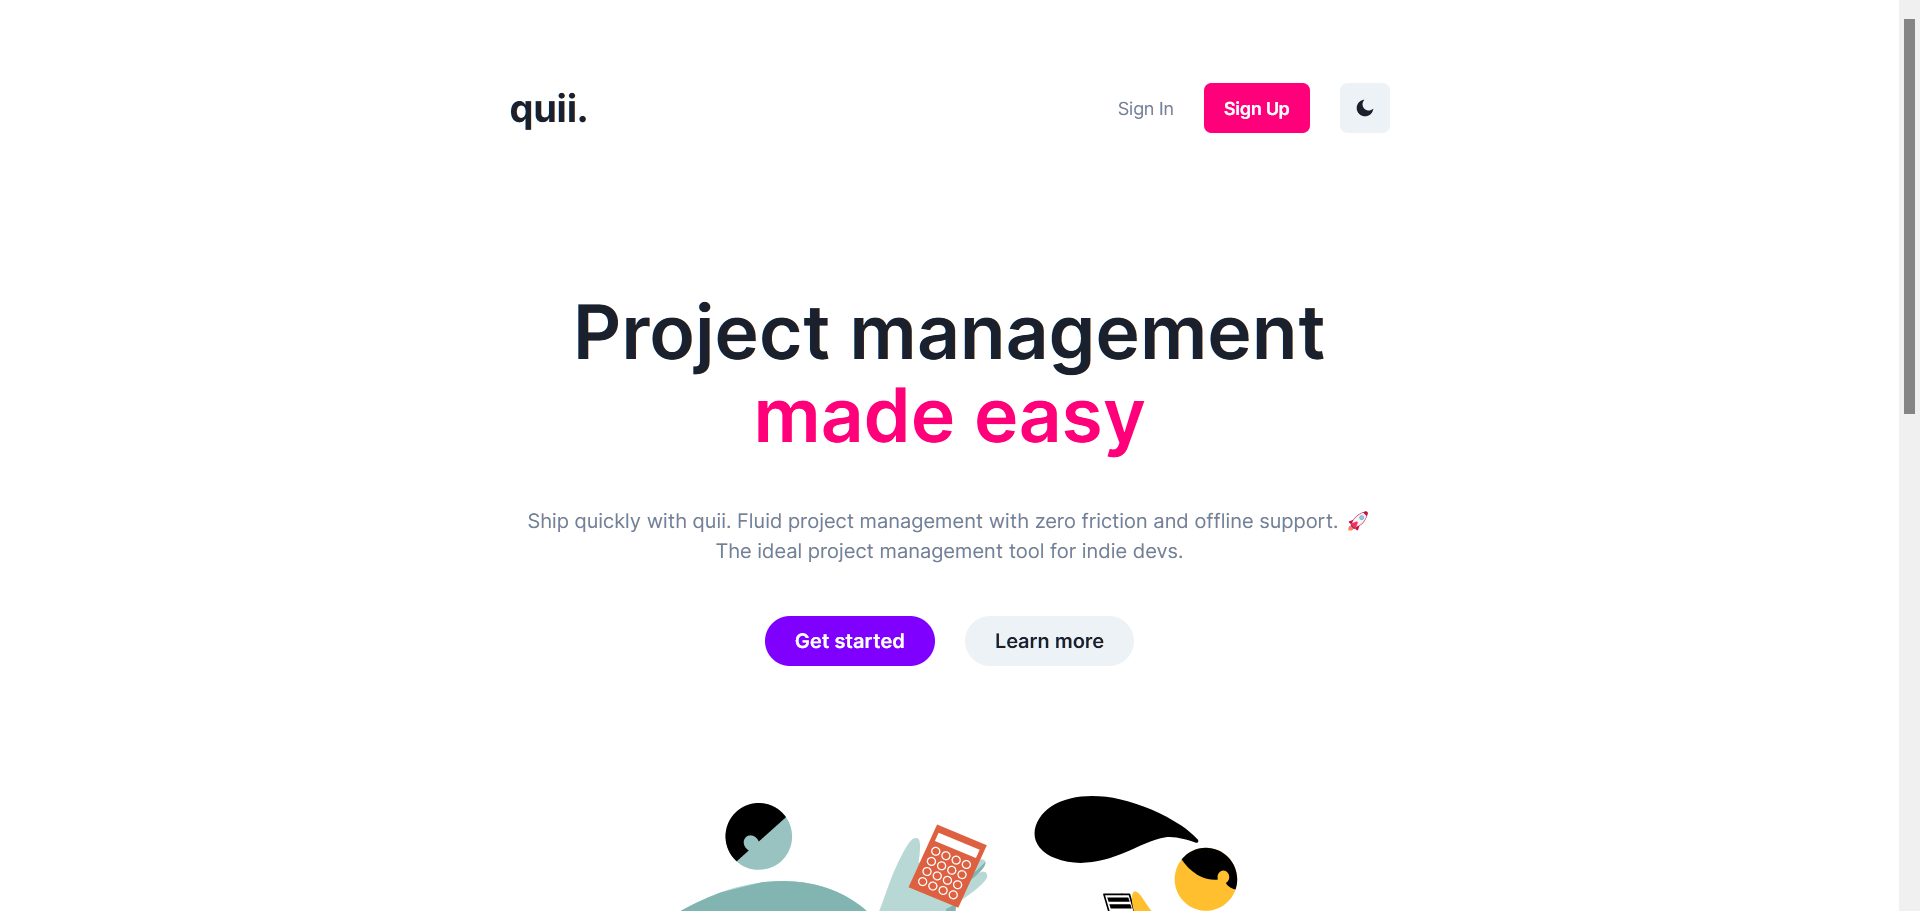 quii.
Sign In
Sign Up
Project management
made easy
Ship quickly with quii. Fluid project management with zero friction and offline support. 🚀
The ideal project management tool for indie devs.
Get started
Learn more